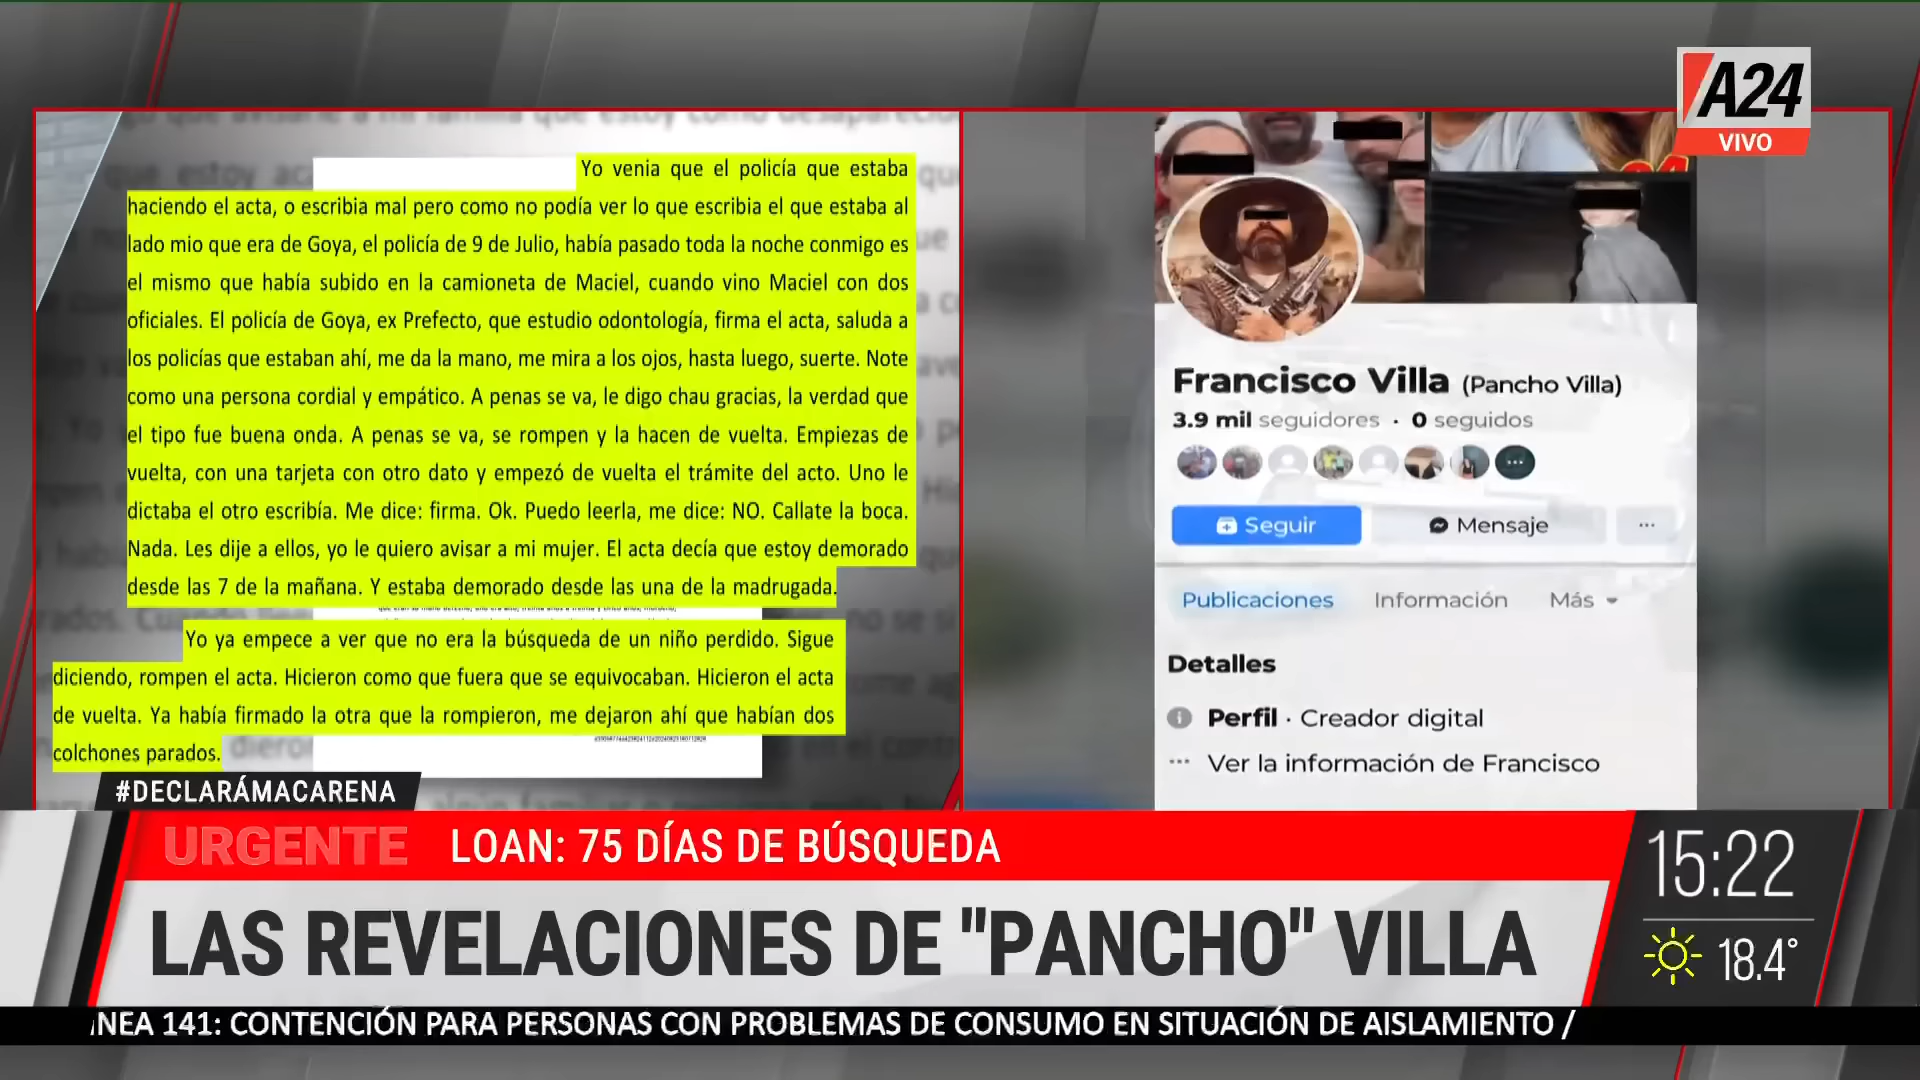 A24
VIVO
Yo venia que el policía que estaba
haciendo el acta, o escribia mal pero como no podía ver lo que escribia el que estaba al
lado mio que era de Goya, el policía de 9 de Julio, había pasado toda la noche conmigo es
el mismo que había subido en la camioneta de Maciel, cuando vino Maciel con dos
oficiales. El policía de Goya, ex Prefecto, que estudio odontología, firma el acta, saluda a
los policías que estaban ahí, me da la mano, me mira a los ojos, hasta luego, suerte. Note
como una persona cordial y empático. A penas se va, le digo chau gracias, la verdad que
el tipo fue buena onda. A penas se va, se rompen y la hacen de vuelta. Empiezas de
vuelta, con una tarjeta con otro dato y empezó de vuelta el trámite del acto. Uno le
dictaba el otro escribía. Me dice: firma. Ok. Puedo leerla, me dice: NO. Callate la boca.
Nada. Les dije a ellos, yo le quiero avisar a mi mujer. El acta decía que estoy demorado
desde las 7 de la mañana. Y estaba demorado desde las una de la madrugada.
Yo ya empece a ver que no era la búsqueda de un niño perdido. Sigue
diciendo, rompen el acta. Hicieron como que fuera que se equivocaban. Hicieron el acta
de vuelta. Ya había firmado la otra que la rompieron, me dejaron ahí que habían dos
colchones parados.
Francisco Villa (Pancho Villa)
3.9 mil seguidores · 0 seguidos
Seguir
Mensaje
Publicaciones Información Más
Detalles
Perfil · Creador digital
Ver la información de Francisco
#DECLARÁMACARENA
URGENTE LOAN: 75 DÍAS DE BÚSQUEDA
LAS REVELACIONES DE "PANCHO" VILLA
15:22
18.4°
NEA 141: CONTENCIÓN PARA PERSONAS CON PROBLEMAS DE CONSUMO EN SITUACIÓN DE AISLAMIENTO /